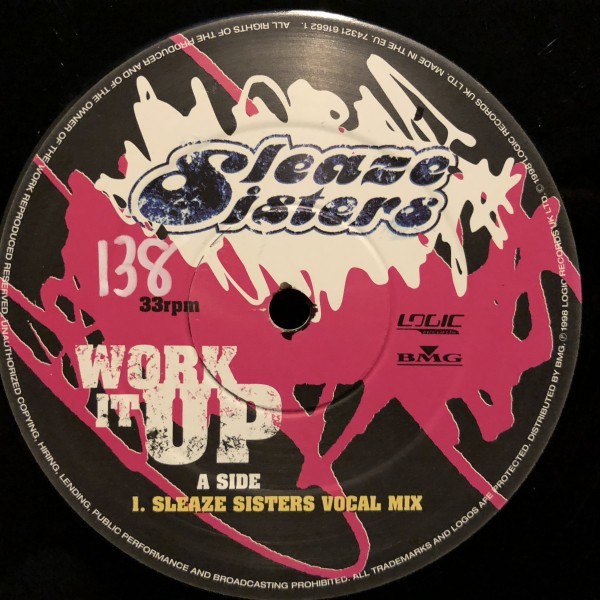 Sleaze
Sisters
138
33rpm
LOGIC
records
BMG
WORK
IT UP
A SIDE
1. SLEAZE SISTERS VOCAL MIX
℗ 1998 LOGIC RECORDS UK LTD. © 1998 LOGIC RECORDS UK LTD. MADE IN THE EU. 74321 61662 1. ALL RIGHTS OF THE PRODUCER AND OF THE OWNER OF THE WORK REPRODUCED RESERVED. UNAUTHORIZED COPYING, HIRING, LENDING, PUBLIC PERFORMANCE AND BROADCASTING PROHIBITED. ALL TRADEMARKS AND LOGOS ARE PROTECTED. DISTRIBUTED BY BMG.